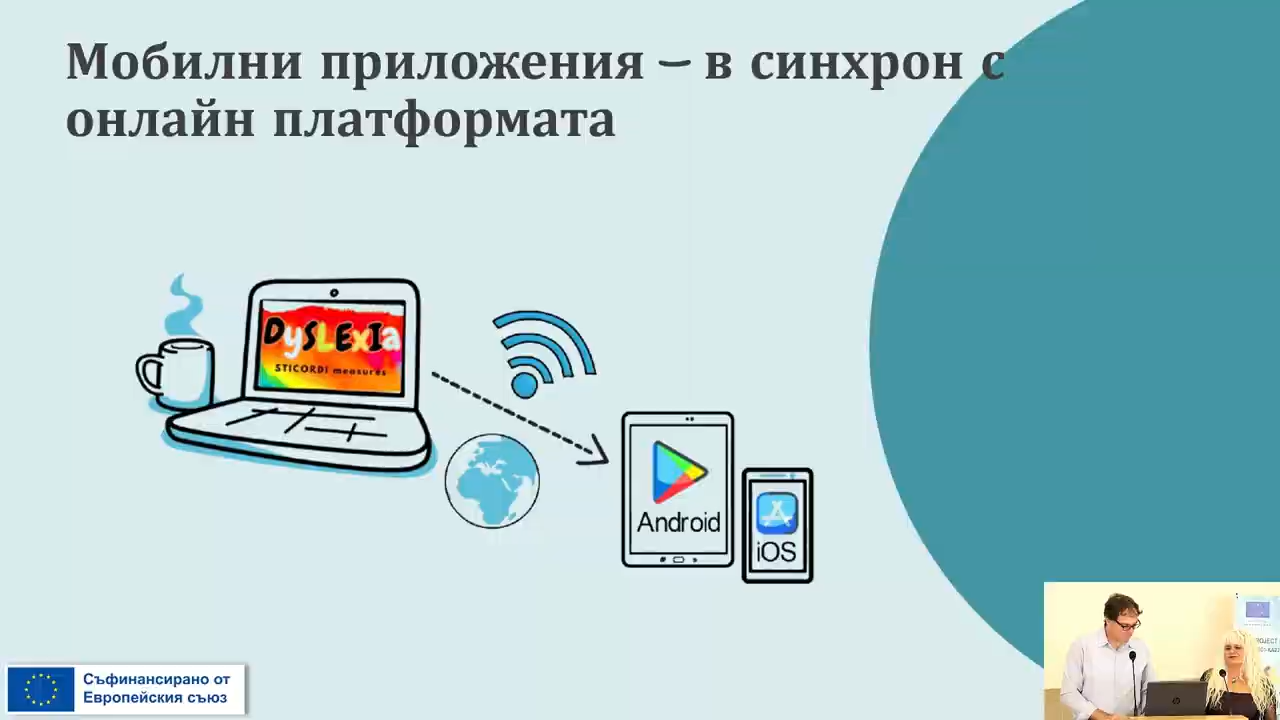 Мобилни приложения – в синхрон с
онлайн платформата
DySLExIa
STICORDI measures
Android
iOS
Съфинансирано от
Европейския съюз